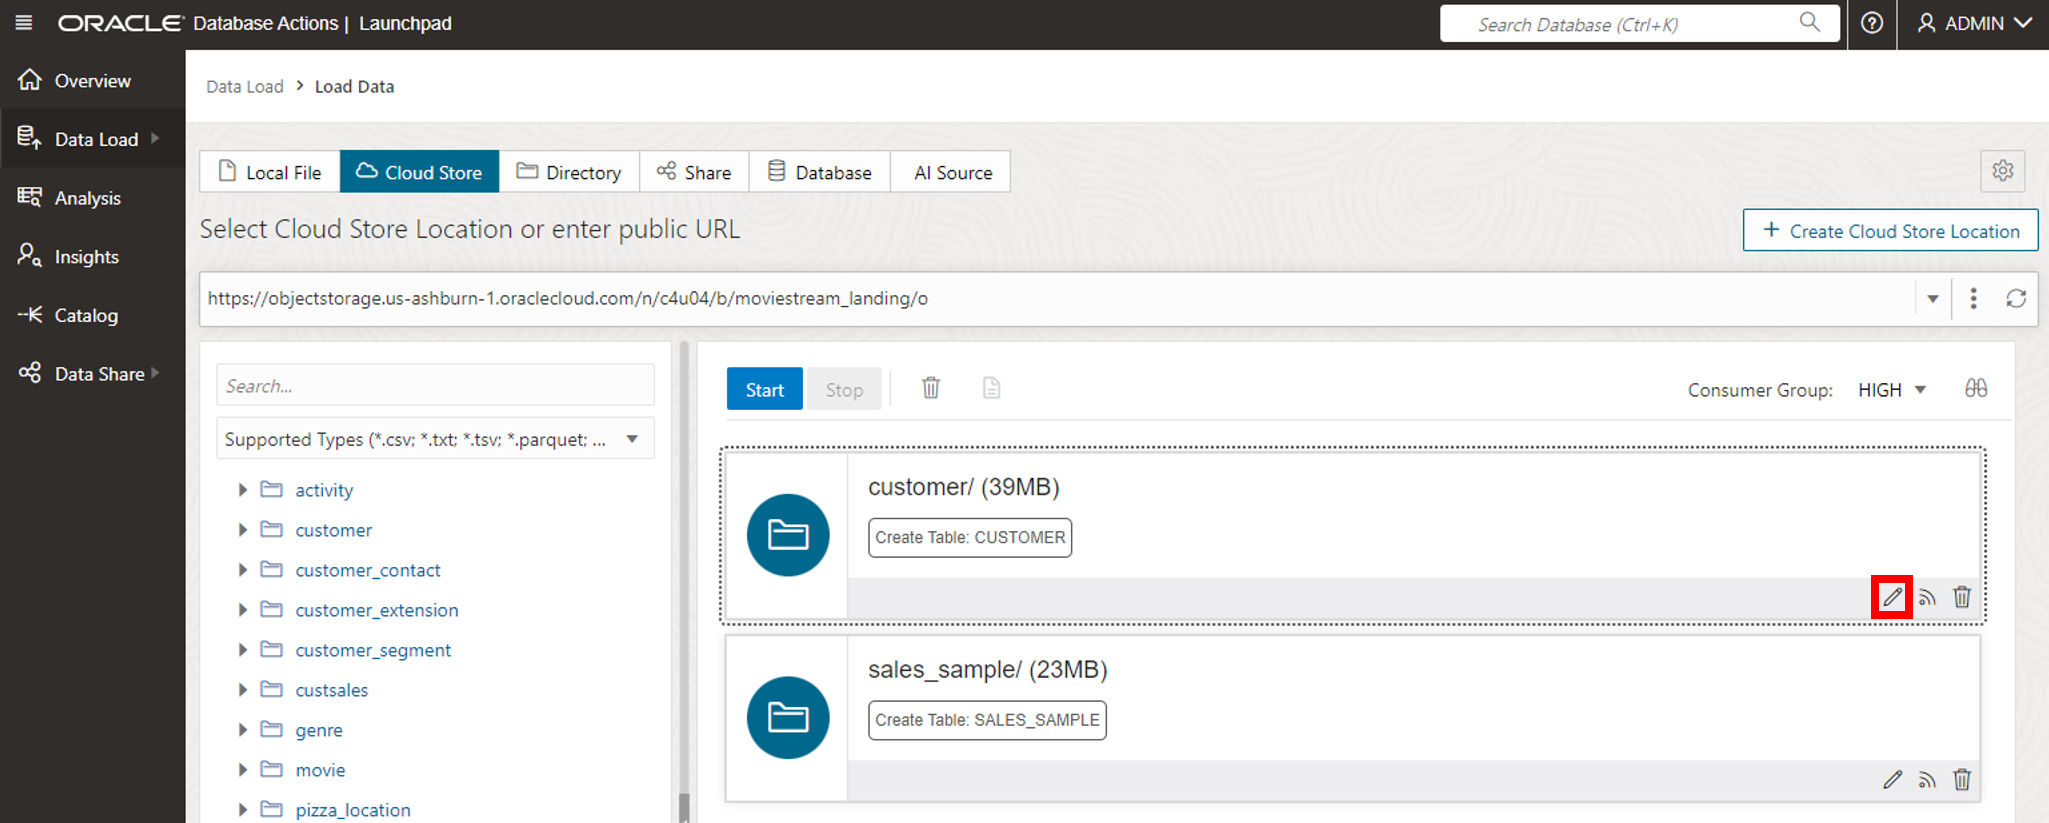 ORACLE Database Actions | Launchpad
Search Database (Ctrl+K)
ADMIN
Overview
Data Load
Analysis
Insights
Catalog
Data Share
Data Load > Load Data
Local File
Cloud Store
Directory
Share
Database
AI Source
Select Cloud Store Location or enter public URL
+ Create Cloud Store Location
https://objectstorage.us-ashburn-1.oraclecloud.com/n/c4u04/b/moviestream_landing/o
Search...
Supported Types (*.csv; *.txt; *.tsv; *.parquet; ...
activity
customer
customer_contact
customer_extension
customer_segment
custsales
genre
movie
pizza_location
Start
Stop
Consumer Group: HIGH
customer/ (39MB)
Create Table: CUSTOMER
sales_sample/ (23MB)
Create Table: SALES_SAMPLE